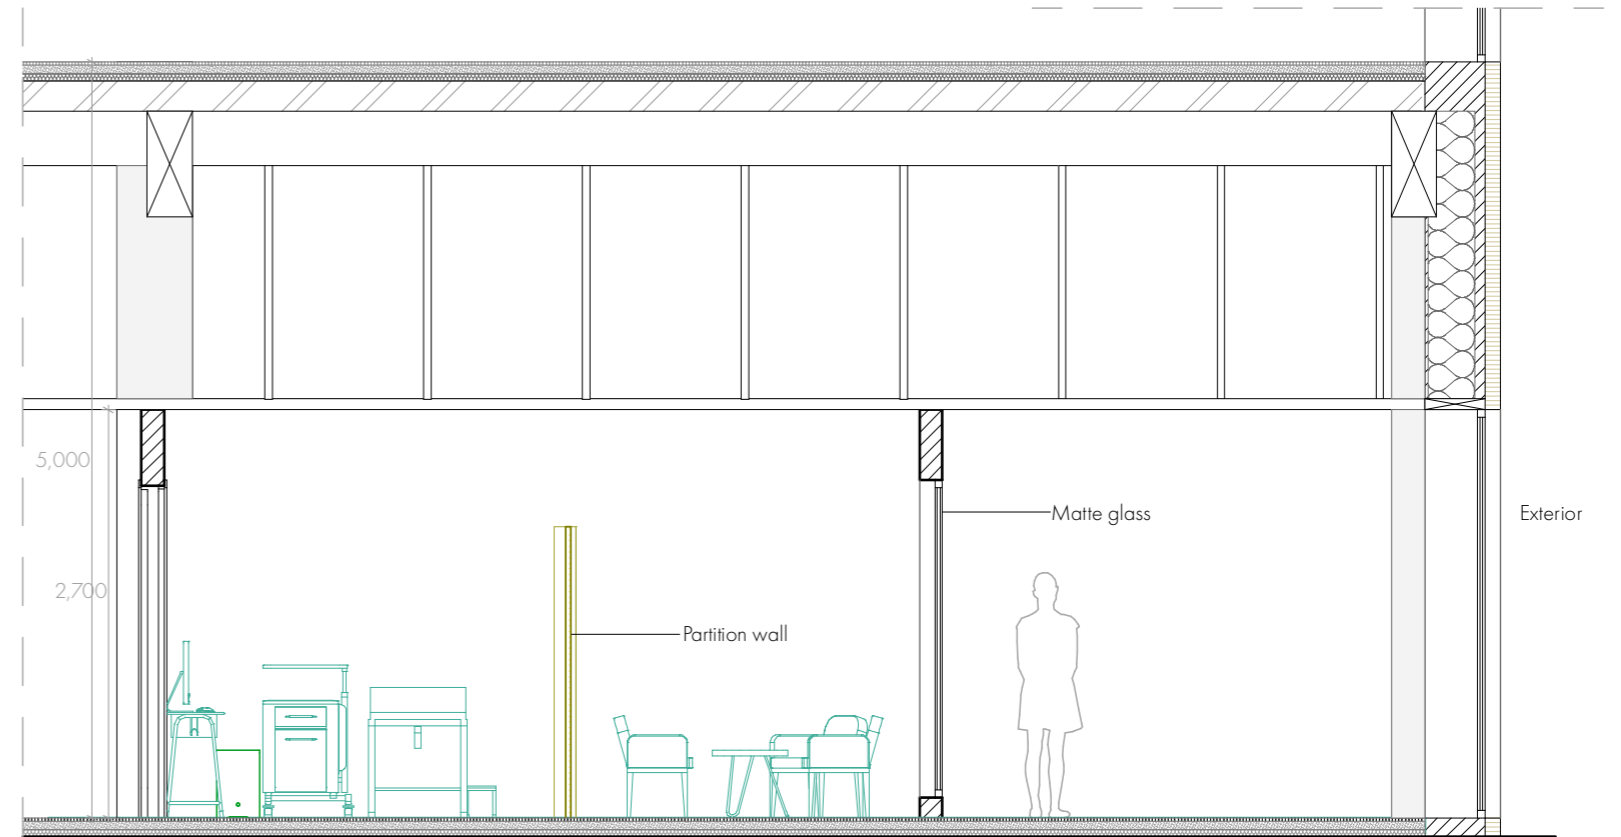 5,000
Matte glass
Exterior
2,700
Partition wall